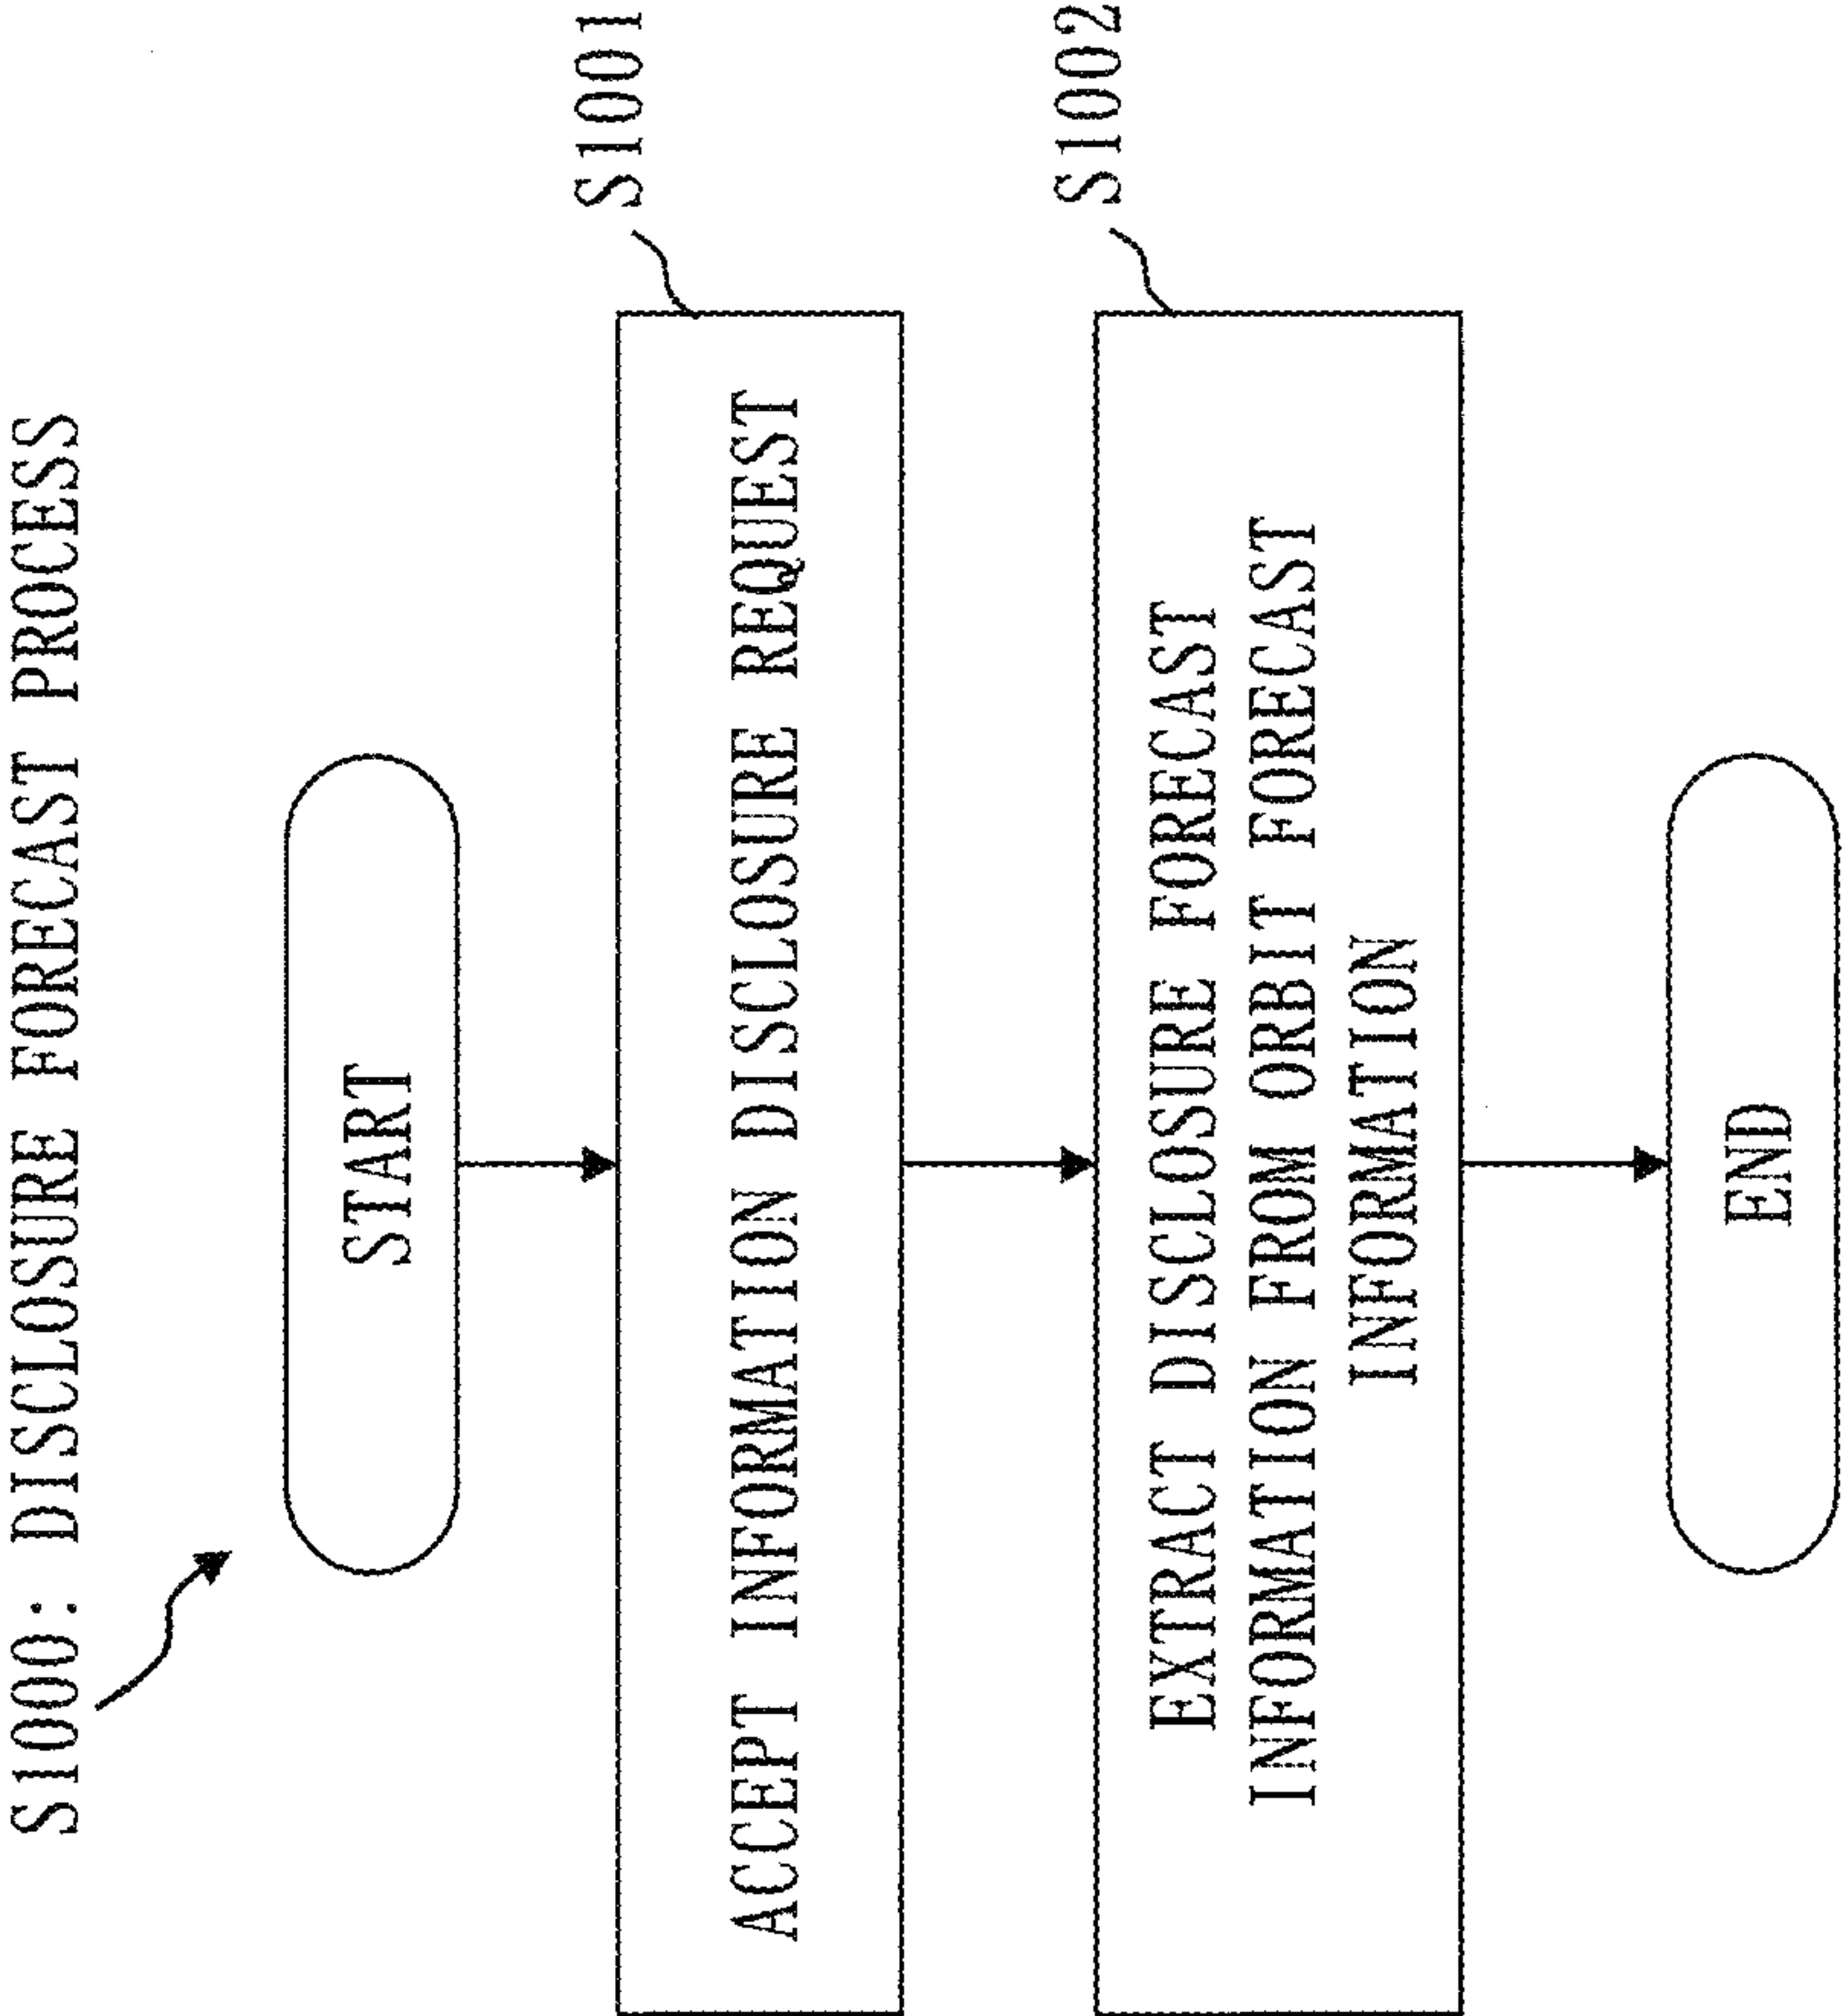 S1000: DISCLOSURE FORECAST PROCESS
START
S1001
ACCEPT INFORMATION DISCLOSURE REQUEST
S1002
EXTRACT DISCLOSURE FORECAST
INFORMATION FROM ORBIT FORECAST
INFORMATION
END